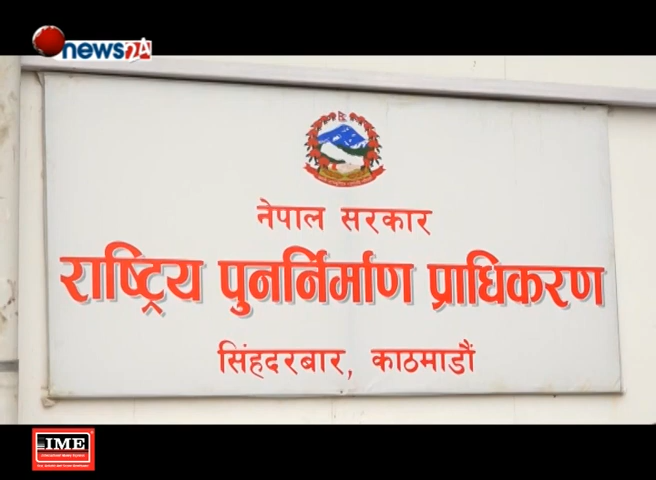 news24
नेपाल सरकार
राष्ट्रिय पुनर्निर्माण प्राधिकरण
सिंहदरबार, काठमाडौं
IME